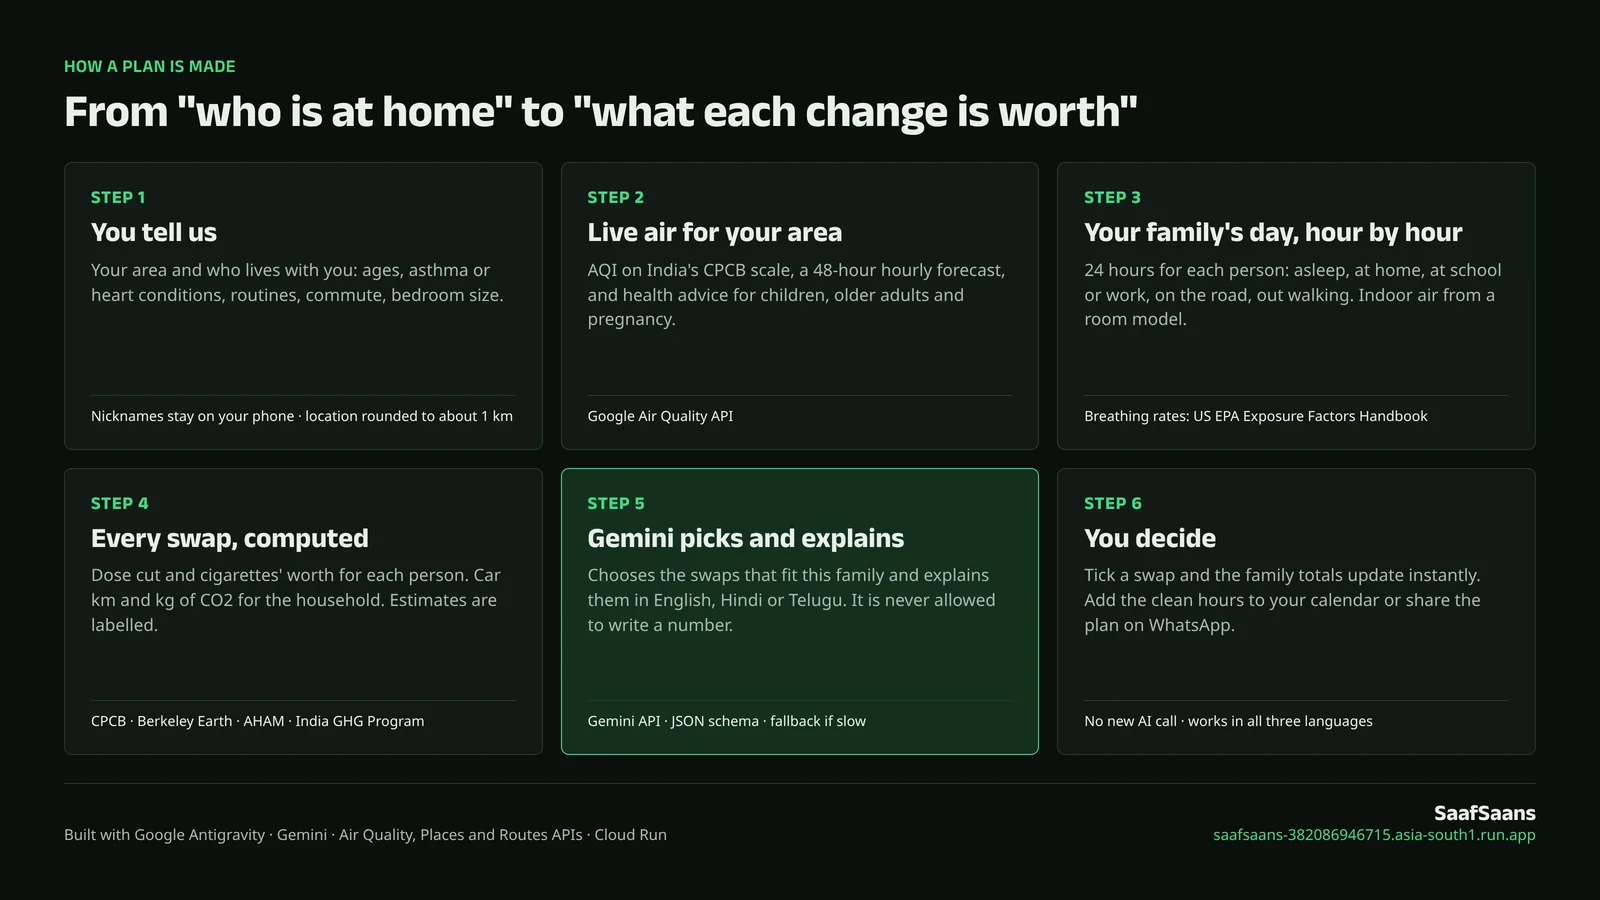 HOW A PLAN IS MADE
From "who is at home" to "what each change is worth"
STEP 1
You tell us
Your area and who lives with you: ages, asthma or
heart conditions, routines, commute, bedroom size.
Nicknames stay on your phone · location rounded to about 1 km
STEP 2
Live air for your area
AQI on India's CPCB scale, a 48-hour hourly forecast,
and health advice for children, older adults and
pregnancy.
Google Air Quality API
STEP 3
Your family's day, hour by hour
24 hours for each person: asleep, at home, at school
or work, on the road, out walking. Indoor air from a
room model.
Breathing rates: US EPA Exposure Factors Handbook
STEP 4
Every swap, computed
Dose cut and cigarettes' worth for each person. Car
km and kg of CO2 for the household. Estimates are
labelled.
CPCB · Berkeley Earth · AHAM · India GHG Program
STEP 5
Gemini picks and explains
Chooses the swaps that fit this family and explains
them in English, Hindi or Telugu. It is never allowed
to write a number.
Gemini API · JSON schema · fallback if slow
STEP 6
You decide
Tick a swap and the family totals update instantly.
Add the clean hours to your calendar or share the
plan on WhatsApp.
No new AI call · works in all three languages
Built with Google Antigravity · Gemini · Air Quality, Places and Routes APIs · Cloud Run
SaafSaans
saafsaans-382086946715.asia-south1.run.app